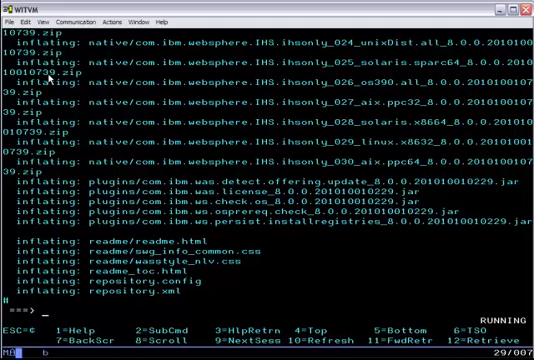 WITVM
File Edit View Communication Actions Window Help
10739.zip
inflating: native/com.ibm.websphere.IHS.ihsonly_024_unixDist.all_8.0.0.2010100
10739.zip
inflating: native/com.ibm.websphere.IHS.ihsonly_025_solaris.sparc64_8.0.0.2010
10010739.zip
inflating: native/com.ibm.websphere.IHS.ihsonly_026_os390.all_8.0.0.2010100107
39.zip
inflating: native/com.ibm.websphere.IHS.ihsonly_027_aix.ppc32_8.0.0.2010100107
39.zip
inflating: native/com.ibm.websphere.IHS.ihsonly_028_solaris.x8664_8.0.0.201010
010739.zip
inflating: native/com.ibm.websphere.IHS.ihsonly_029_linux.x8632_8.0.0.20101001
0739.zip
inflating: native/com.ibm.websphere.IHS.ihsonly_030_aix.ppc64_8.0.0.2010100107
39.zip
inflating: plugins/com.ibm.was.detect.offering.update_8.0.0.201010010229.jar
inflating: plugins/com.ibm.was.license_8.0.0.201010010229.jar
inflating: plugins/com.ibm.ws.check.os_8.0.0.201010010229.jar
inflating: plugins/com.ibm.ws.osprereq.check_8.0.0.201010010229.jar
inflating: plugins/com.ibm.ws.persist.installregistries_8.0.0.201010010229.jar
inflating: readme/readme.html
inflating: readme/swg_info_common.css
inflating: readme/wasstyle_nlv.css
inflating: readme_toc.html
inflating: repository.config
inflating: repository.xml
#
===> _
RUNNING
ESC=¢ 1=Help 2=SubCmd 3=HlpRetrn 4=Top 5=Bottom 6=TSO
7=BackScr 8=Scroll 9=NextSess 10=Refresh 11=FwdRetr 12=Retrieve
b 29/007